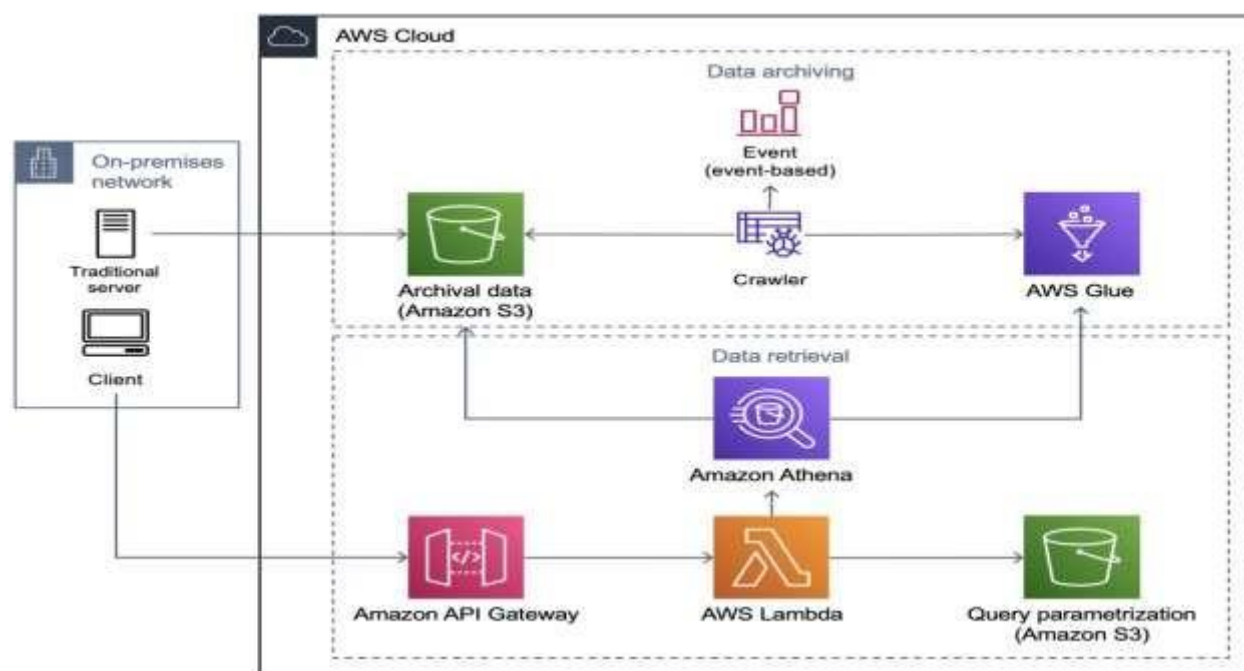 AWS Cloud
Data archiving
Event
(event-based)
On-premises
network
Traditional
server
Client
Archival data
(Amazon S3)
Crawler
AWS Glue
Data retrieval
Amazon Athena
</>
Amazon API Gateway
AWS Lambda
Query parametrization
(Amazon S3)